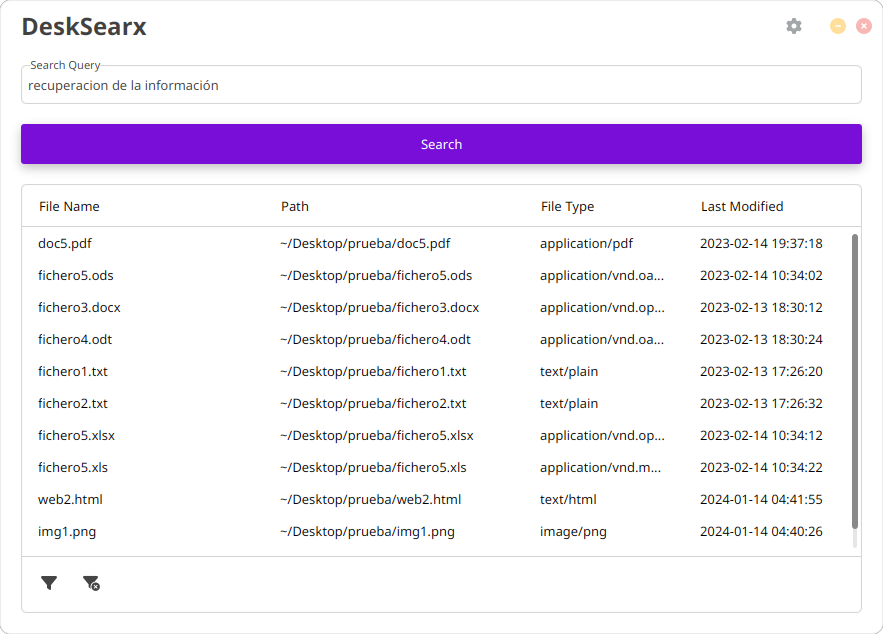 DeskSearx
Search Query
recuperacion de la información
Search
File Name Path File Type Last Modified
doc5.pdf ~/Desktop/prueba/doc5.pdf application/pdf 2023-02-14 19:37:18
fichero5.ods ~/Desktop/prueba/fichero5.ods application/vnd.oa... 2023-02-14 10:34:02
fichero3.docx ~/Desktop/prueba/fichero3.docx application/vnd.op... 2023-02-13 18:30:12
fichero4.odt ~/Desktop/prueba/fichero4.odt application/vnd.oa... 2023-02-13 18:30:24
fichero1.txt ~/Desktop/prueba/fichero1.txt text/plain 2023-02-13 17:26:20
fichero2.txt ~/Desktop/prueba/fichero2.txt text/plain 2023-02-13 17:26:32
fichero5.xlsx ~/Desktop/prueba/fichero5.xlsx application/vnd.op... 2023-02-14 10:34:12
fichero5.xls ~/Desktop/prueba/fichero5.xls application/vnd.m... 2023-02-14 10:34:22
web2.html ~/Desktop/prueba/web2.html text/html 2024-01-14 04:41:55
img1.png ~/Desktop/prueba/img1.png image/png 2024-01-14 04:40:26